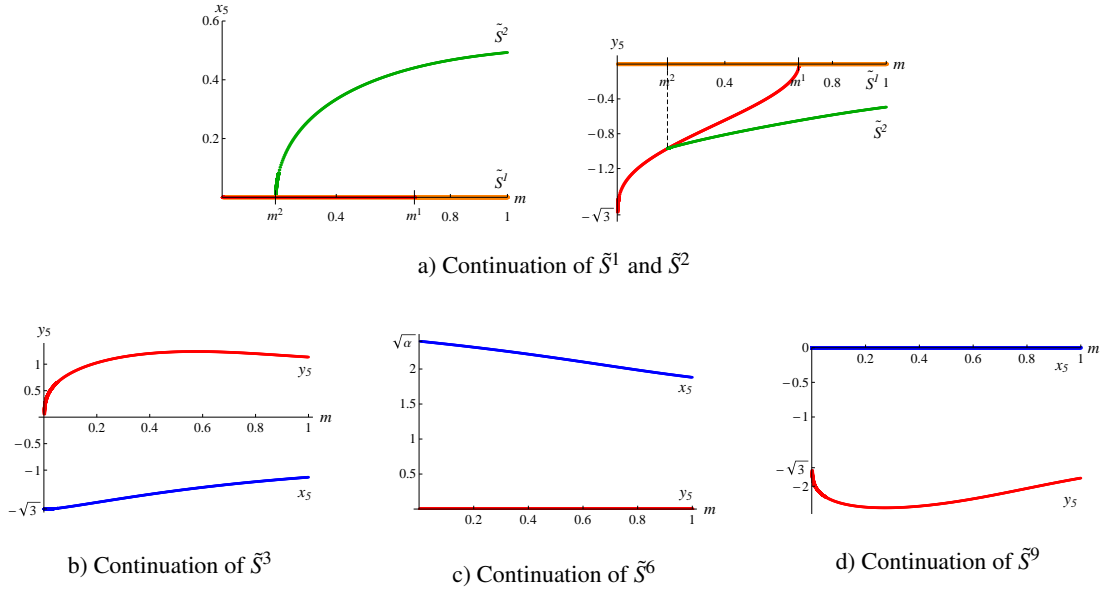 x₅
0.6
S̃²
0.4
0.2
S̃¹
m
m² 0.4 m¹ 0.8 1
y₅
m
m² 0.4 m¹ 0.8 S̃¹ 1
−0.4
S̃²
−0.8
−1.2
−√3
a) Continuation of S̃¹ and S̃²
y₅
1
y₅
0.5
m
0.2 0.4 0.6 0.8 1
−0.5
−1
x₅
−√3
b) Continuation of S̃³
√α
2
x₅
1.5
1
0.5
y₅
m
0.2 0.4 0.6 0.8 1
c) Continuation of S̃⁶
0
m
0.2 0.4 0.6 0.8 1
x₅
−0.5
−1
−√3
−2
y₅
d) Continuation of S̃⁹